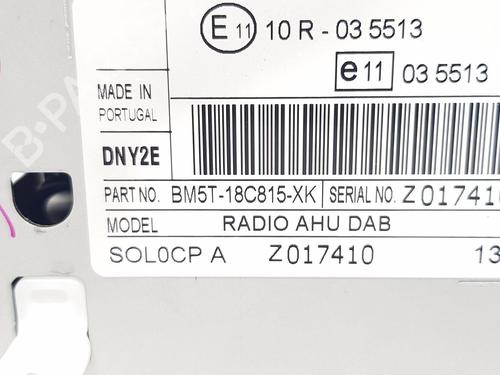 E 11 10 R - 03 5513
e 11 03 5513
MADE IN
PORTUGAL
DNY2E
PART NO. BM5T-18C815-XK SERIAL NO. Z017410
MODEL RADIO AHU DAB
SOL0CP A Z017410 13
B-PA